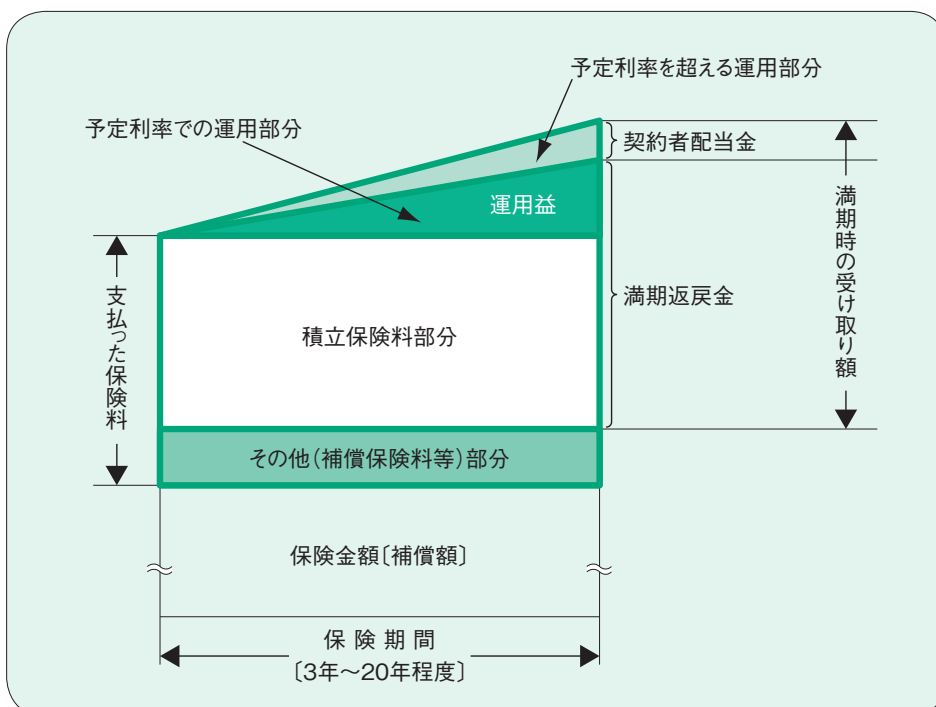 予定利率を超える運用部分
予定利率での運用部分
契約者配当金
運用益
満期時の受け取り額
満期返戻金
支払った保険料
積立保険料部分
その他(補償保険料等)部分
保険金額〔補償額〕
保険期間
〔3年～20年程度〕